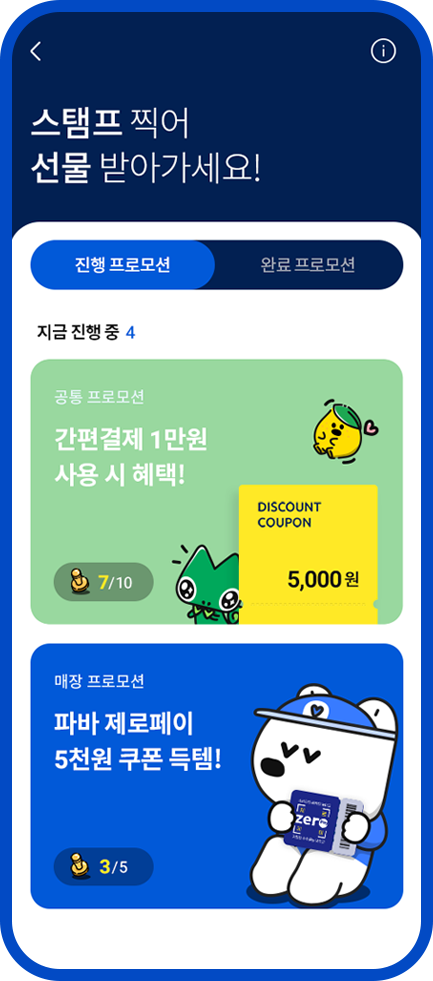 스탬프 찍어
선물 받아가세요!
진행 프로모션
완료 프로모션
지금 진행 중 4
공통 프로모션
간편결제 1만원
사용 시 혜택!
DISCOUNT
COUPON
5,000원
7/10
매장 프로모션
파바 제로페이
5천원 쿠폰 득템!
zero
3/5